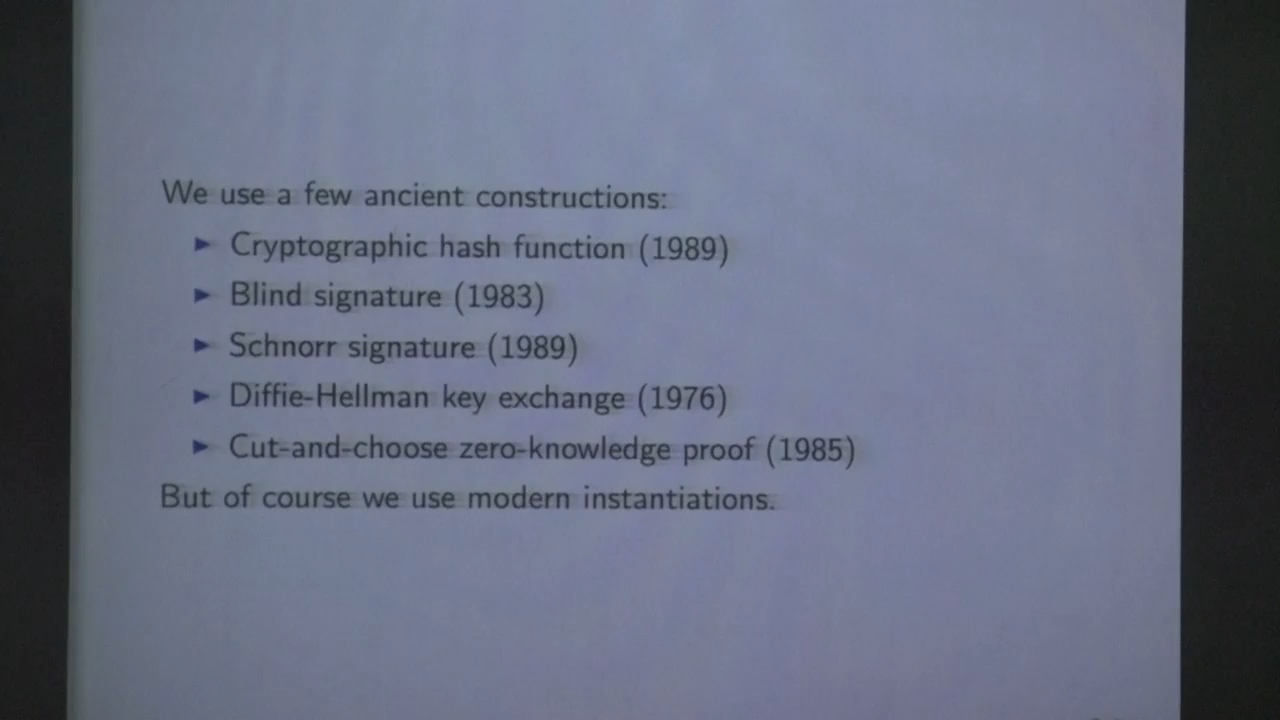 We use a few ancient constructions:
▶ Cryptographic hash function (1989)
▶ Blind signature (1983)
▶ Schnorr signature (1989)
▶ Diffie-Hellman key exchange (1976)
▶ Cut-and-choose zero-knowledge proof (1985)
But of course we use modern instantiations.